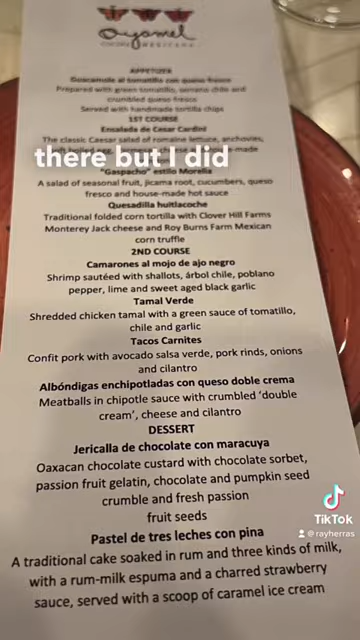 Oyamel
COCINA MEXICANA
APPETIZER
Guacamole al tomatillo con queso fresco
Prepared with green tomatillo, serrano chile and
crumbled queso fresco
Served with handmade tortilla chips
1ST COURSE
Ensalada de Cesar Cardini
The classic Caesar salad of romaine lettuce, anchovies,
there but I did
"Gaspacho" estilo Morelia
A salad of seasonal fruit, jicama root, cucumbers, queso
fresco and house-made hot sauce
Quesadilla huitlacoche
Traditional folded corn tortilla with Clover Hill Farms
Monterey Jack cheese and Roy Burns Farm Mexican
corn truffle
2ND COURSE
Camarones al mojo de ajo negro
Shrimp sautéed with shallots, árbol chile, poblano
pepper, lime and sweet aged black garlic
Tamal Verde
Shredded chicken tamal with a green sauce of tomatillo,
chile and garlic
Tacos Carnites
Confit pork with avocado salsa verde, pork rinds, onions
and cilantro
Albóndigas enchipotladas con queso doble crema
Meatballs in chipotle sauce with crumbled 'double
cream', cheese and cilantro
DESSERT
Jericalla de chocolate con maracuya
Oaxacan chocolate custard with chocolate sorbet,
passion fruit gelatin, chocolate and pumpkin seed
crumble and fresh passion
fruit seeds
Pastel de tres leches con pina
A traditional cake soaked in rum and three kinds of milk,
with a rum-milk espuma and a charred strawberry
sauce, served with a scoop of caramel ice cream
TikTok
@rayherras